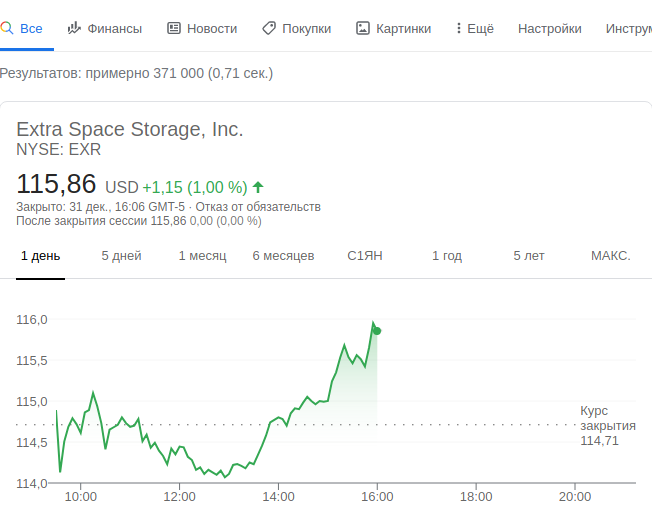 Все Финансы Новости Покупки Картинки Ещё Настройки Инструм
Результатов: примерно 371 000 (0,71 сек.)
Extra Space Storage, Inc.
NYSE: EXR
115,86 USD +1,15 (1,00 %)
Закрыто: 31 дек., 16:06 GMT-5 · Отказ от обязательств
После закрытия сессии 115,86 0,00 (0,00 %)
1 день 5 дней 1 месяц 6 месяцев С1ЯН 1 год 5 лет МАКС.
116,0
115,5
115,0
Курс
закрытия
114,71
114,5
114,0
10:00 12:00 14:00 16:00 18:00 20:00